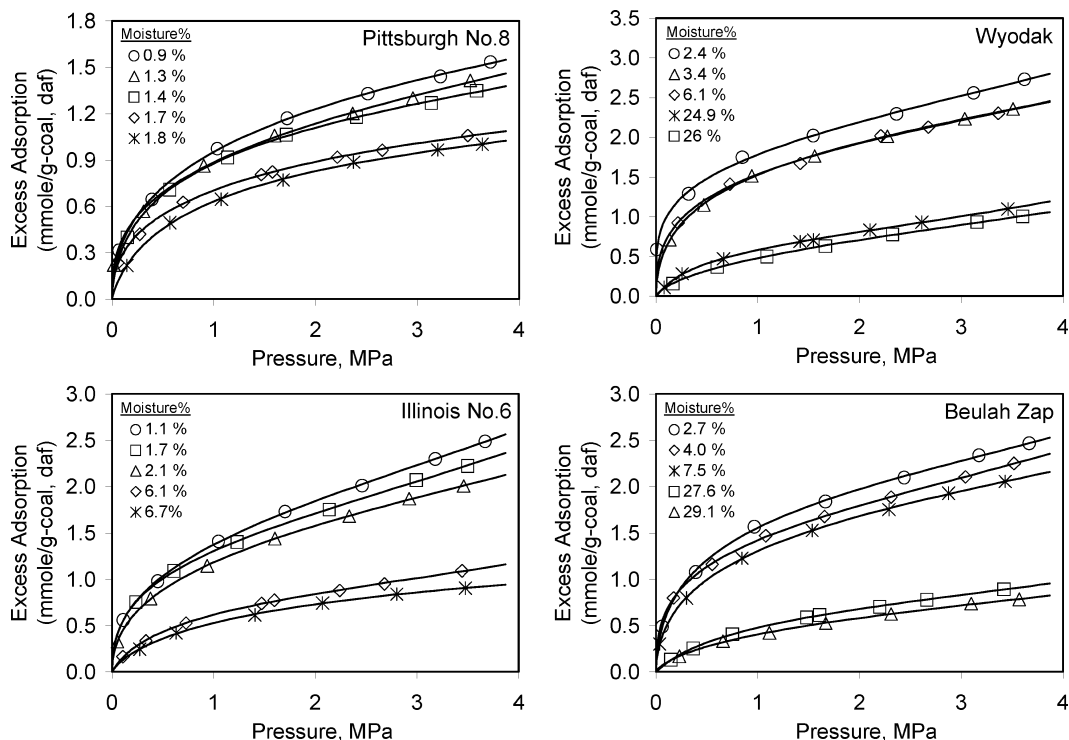 Pittsburgh No.8
Moisture%
0.9 %
1.3 %
1.4 %
1.7 %
1.8 %
Excess Adsorption
(mmole/g-coal, daf)
1.8
1.5
1.2
0.9
0.6
0.3
0.0
0 1 2 3 4
Pressure, MPa
Wyodak
Moisture%
2.4 %
3.4 %
6.1 %
24.9 %
26 %
Excess Adsorption
(mmole/g-coal, daf)
3.5
3.0
2.5
2.0
1.5
1.0
0.5
0.0
0 1 2 3 4
Pressure, MPa
Illinois No.6
Moisture%
1.1 %
1.7 %
2.1 %
6.1 %
6.7%
Excess Adsorption
(mmole/g-coal, daf)
3.0
2.5
2.0
1.5
1.0
0.5
0.0
0 1 2 3 4
Pressure, MPa
Beulah Zap
Moisture%
2.7 %
4.0 %
7.5 %
27.6 %
29.1 %
Excess Adsorption
(mmole/g-coal, daf)
3.0
2.5
2.0
1.5
1.0
0.5
0.0
0 1 2 3 4
Pressure, MPa